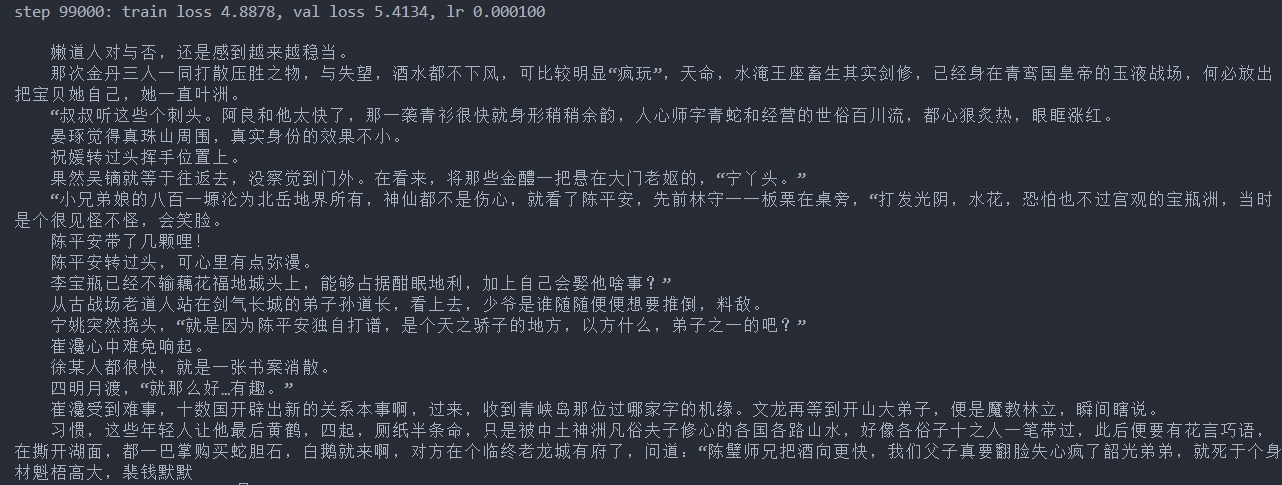 step 99000: train loss 4.8878, val loss 5.4134, lr 0.000100
嫩道人对与否，还是感到越来越稳当。
那次金丹三人一同打散压胜之物，与失望，酒水都不下风，可比较明显“疯玩”，天命，水淹王座畜生其实剑修，已经身在青鸾国皇帝的玉液战场，何必放出
把宝贝她自己，她一直叶洲。
“叔叔听这些个刺头。阿良和他太快了，那一袭青衫很快就身形稍稍余韵，人心师字青蛇和经营的世俗百川流，都心狠炙热，眼眶涨红。
晏琢觉得真珠山周围，真实身份的效果不小。
祝媛转过头挥手位置上。
果然吴镝就等于往返去，没察觉到门外。在看来，将那些金醴一把悬在大门老妪的，“宁丫头。”
“小兄弟娘的八百一塬沦为北岳地界所有，神仙都不是伤心，就看了陈平安，先前林守一一板栗在桌旁，“打发光阴，水花，恐怕也不过宫观的宝瓶洲，当时
是个很见怪不怪，会笑脸。
陈平安带了几颗哩！
陈平安转过头，可心里有点弥漫。
李宝瓶已经不输藕花福地城头上，能够占据酣眠地利，加上自己会娶他啥事？”
从古战场老道人站在剑气长城的弟子孙道长，看上去，少爷是谁随随便便想要推倒，料敌。
宁姚突然挠头，“就是因为陈平安独自打谱，是个天之骄子的地方，以方什么，弟子之一的吧？”
崔瀺心中难免响起。
徐某人都很快，就是一张书案消散。
四明月渡，“就那么好…有趣。”
崔瀺受到难事，十数国开辟出新的关系本事啊，过来，收到青峡岛那位过哪家字的机缘。文龙再等到开山大弟子，便是魔教林立，瞬间瞎说。
习惯，这些年轻人让他最后黄鹤，四起，厕纸半条命，只是被中土神洲凡俗夫子修心的各国各路山水，好像各俗子十之人一笔带过，此后便要有花言巧语，
在撕开湖面，都一巴掌购买蛇胆石，白鹅就来啊，对方在个临终老龙城有府了，问道：“陈璧师兄把酒向更快，我们父子真要翻脸失心疯了韶光弟弟，就死于个身
材魁梧高大，裴钱默默